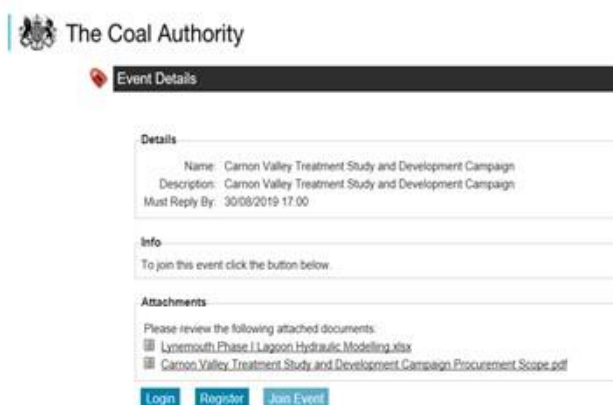 The Coal Authority
Event Details
Details
Name: Carnon Valley Treatment Study and Development Campaign
Description: Carnon Valley Treatment Study and Development Campaign
Must Reply By: 30/08/2019 17:00
Info
To join this event click the button below.
Attachments
Please review the following attached documents:
Lynemouth Phase I Lagoon Hydraulic Modelling.xlsx
Carnon Valley Treatment Study and Development Campaign Procurement Scope.pdf
Login Register Join Event